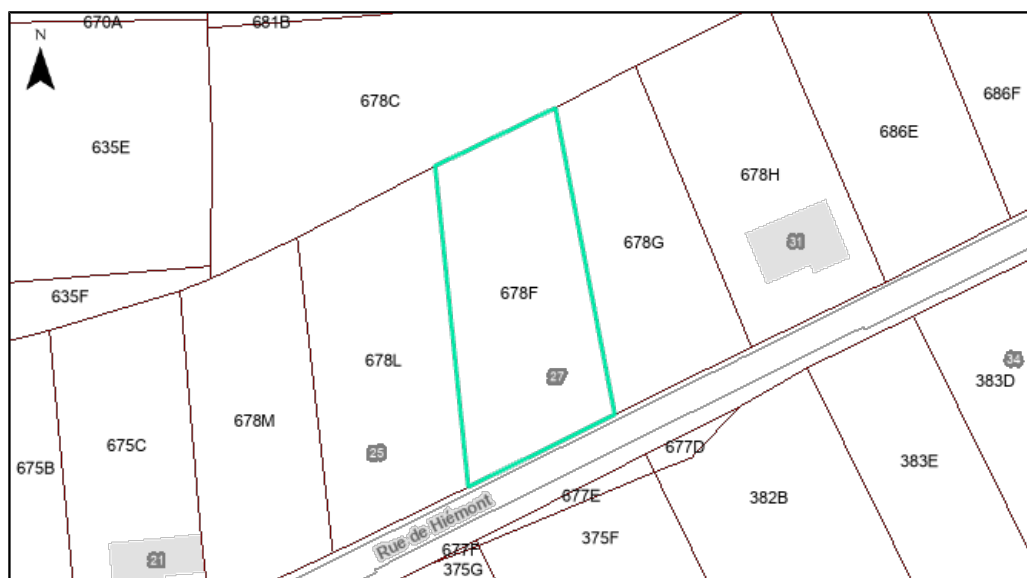 670A
681B
N
678C
686F
635E
686E
678H
678G
635F
678F
31
678L
27
34
383D
678M
675C
677D
25
383E
675B
677E
382B
Rue de Hiémont
375F
677F
21
375G